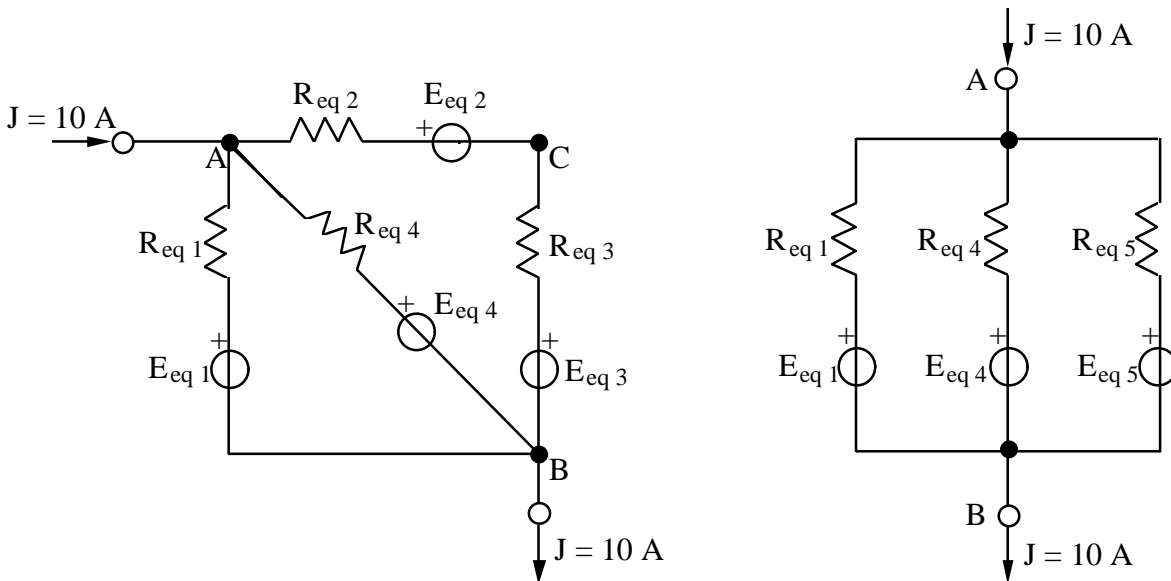 J = 10 A
R eq 2
E eq 2
+
A
C
R eq 1
R eq 4
R eq 3
+
E eq 4
+
E eq 1
+
E eq 3
B
J = 10 A
J = 10 A
A
R eq 1
R eq 4
R eq 5
+
E eq 1
+
E eq 4
+
E eq 5
B
J = 10 A